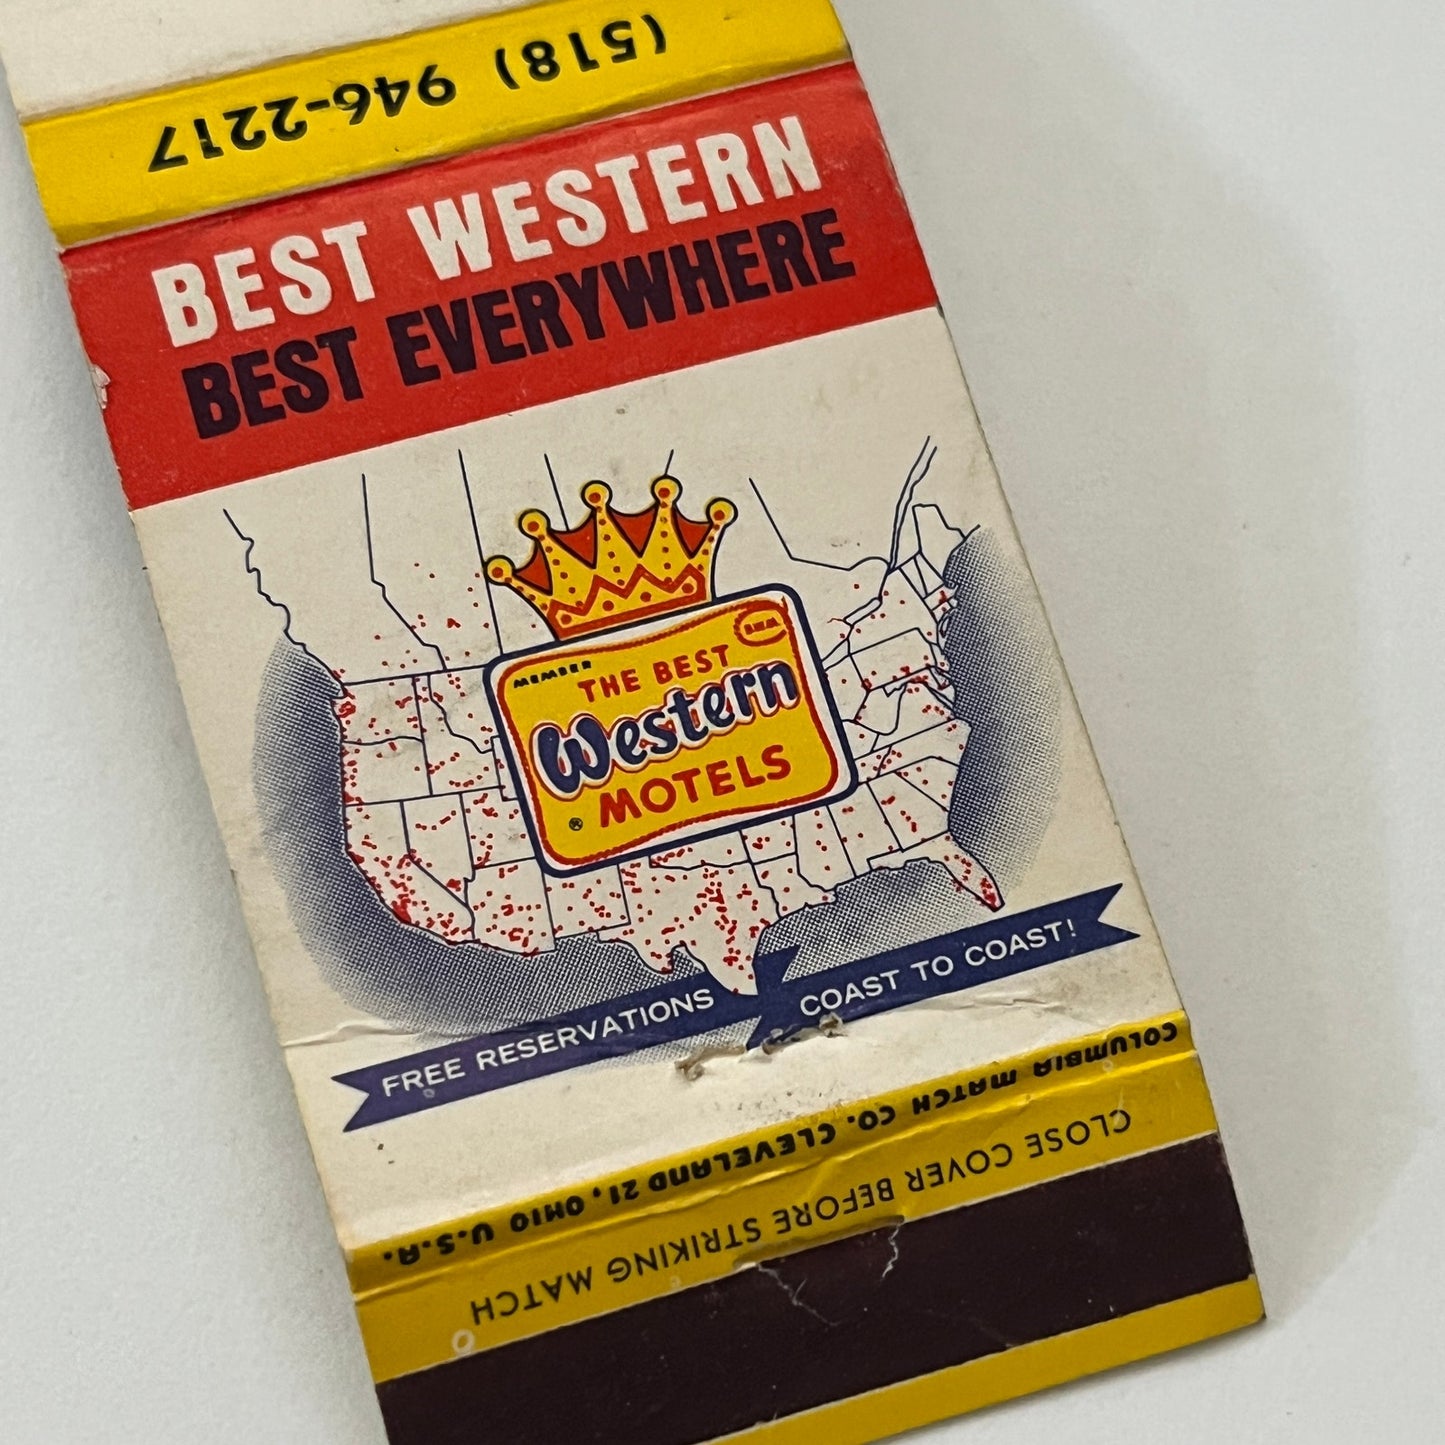 (518) 946-2217
BEST WESTERN
BEST EVERYWHERE
MEMBER
THE BEST
Western
MOTELS
®
FREE RESERVATIONS COAST TO COAST!
COLUMBIA MATCH CO. CLEVELAND 21, OHIO U.S.A.
CLOSE COVER BEFORE STRIKING MATCH